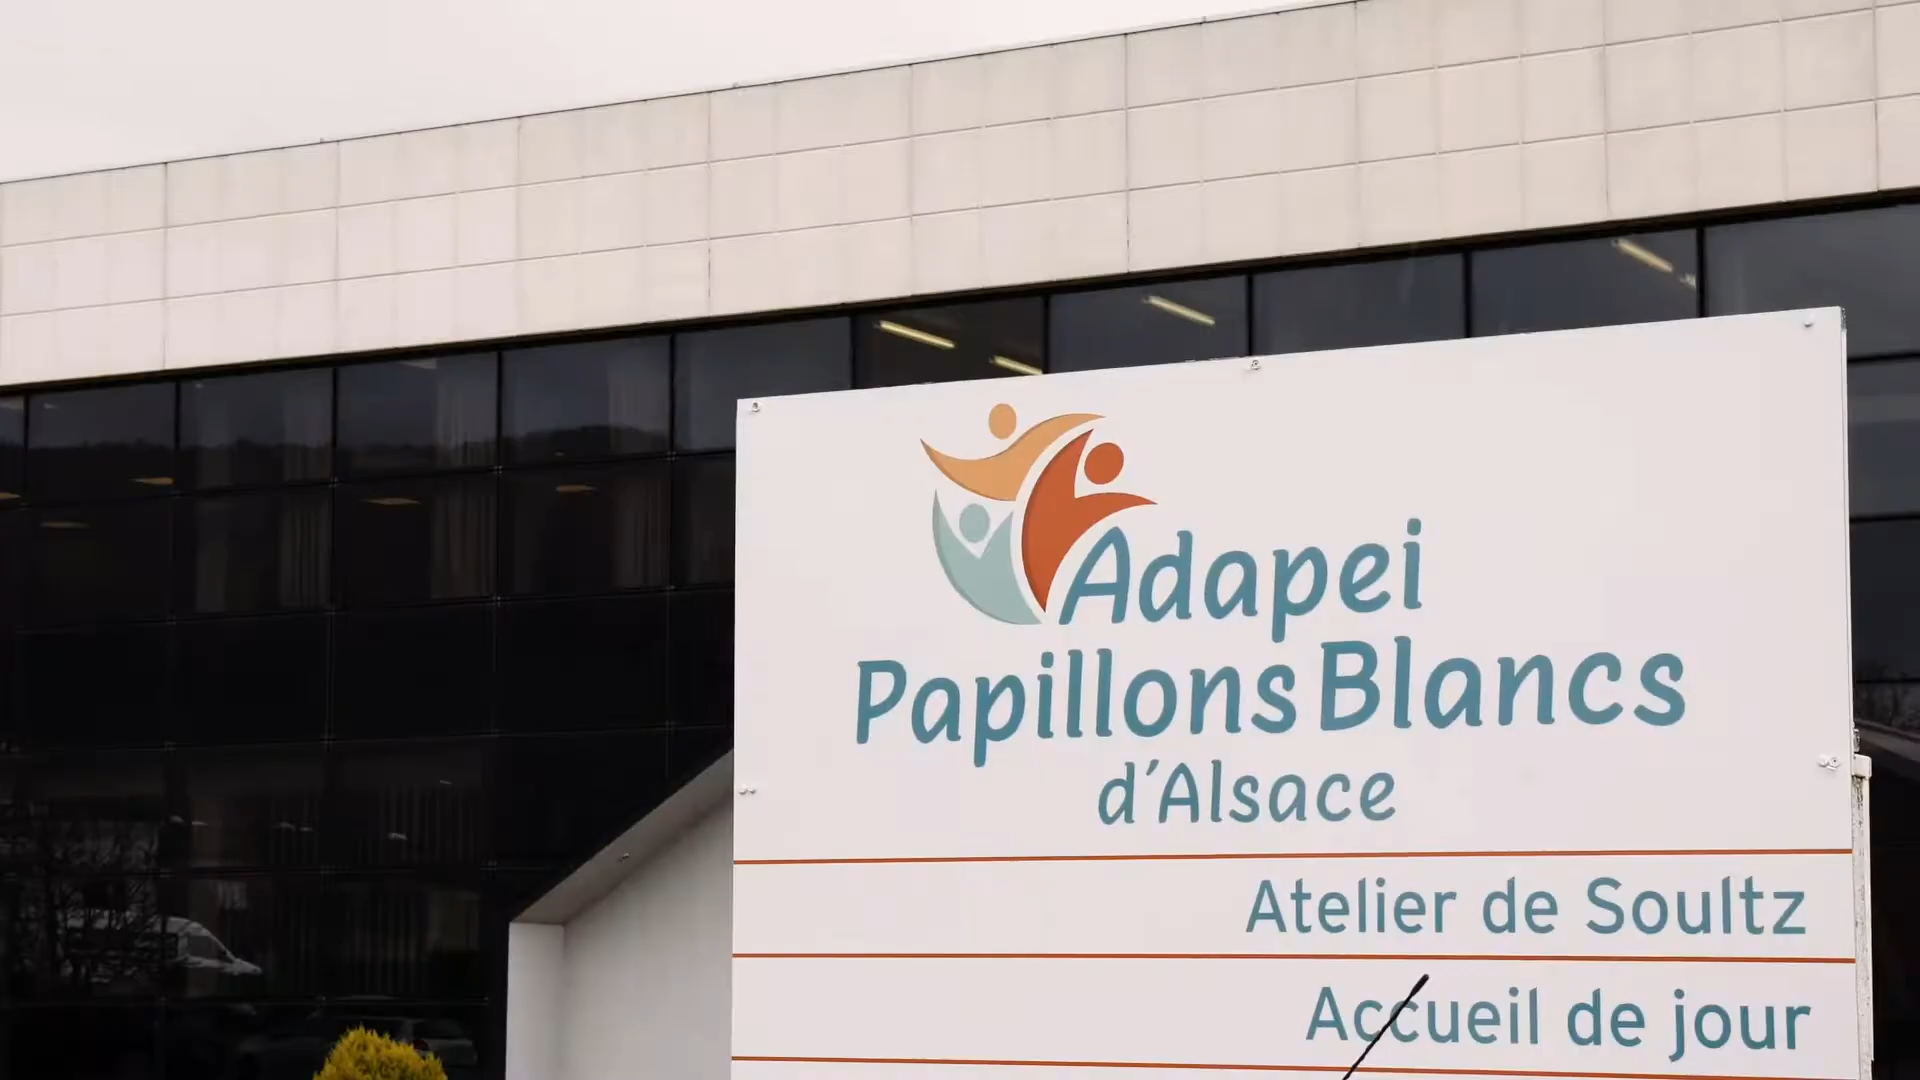 Adapei
Papillons Blancs
d'Alsace
Atelier de Soultz
Accueil de jour